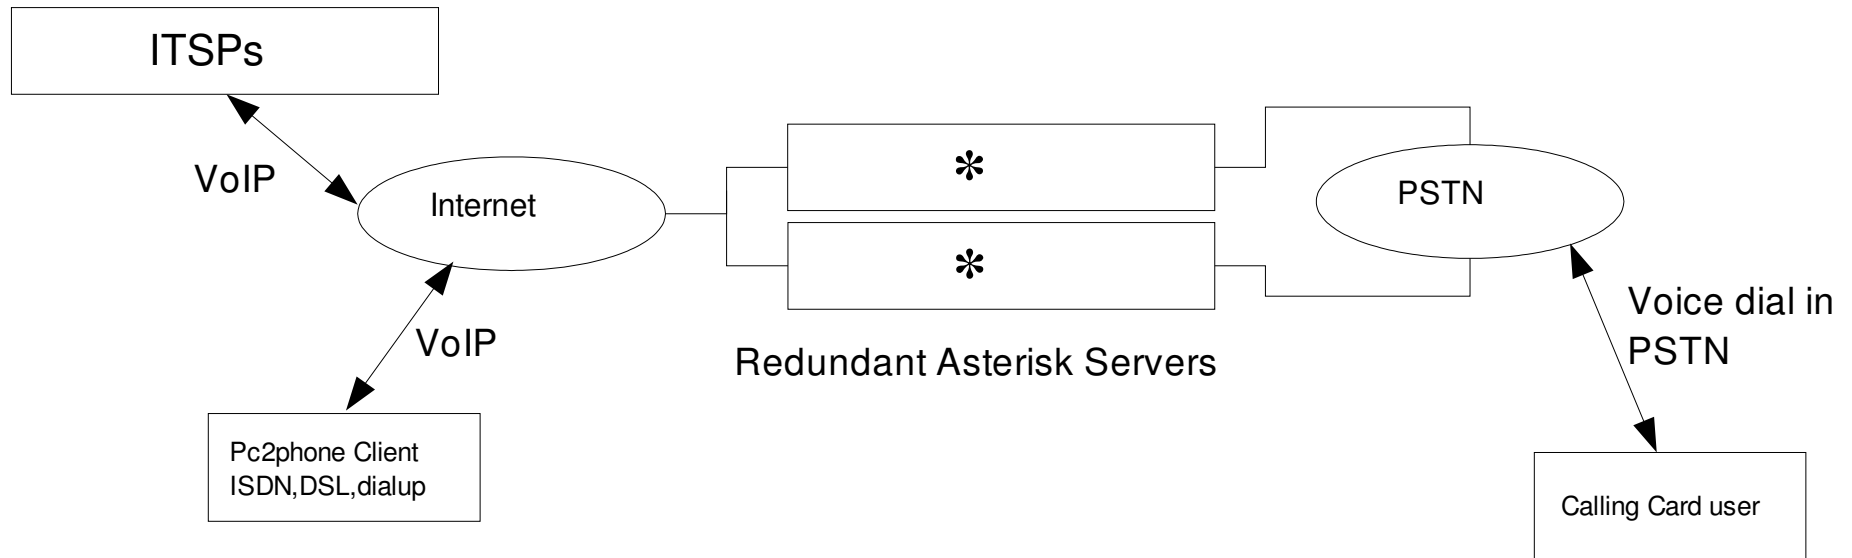 ITSPs
VoIP
Internet
*
*
PSTN
VoIP
Redundant Asterisk Servers
Voice dial in
PSTN
Pc2phone Client
ISDN,DSL,dialup
Calling Card user